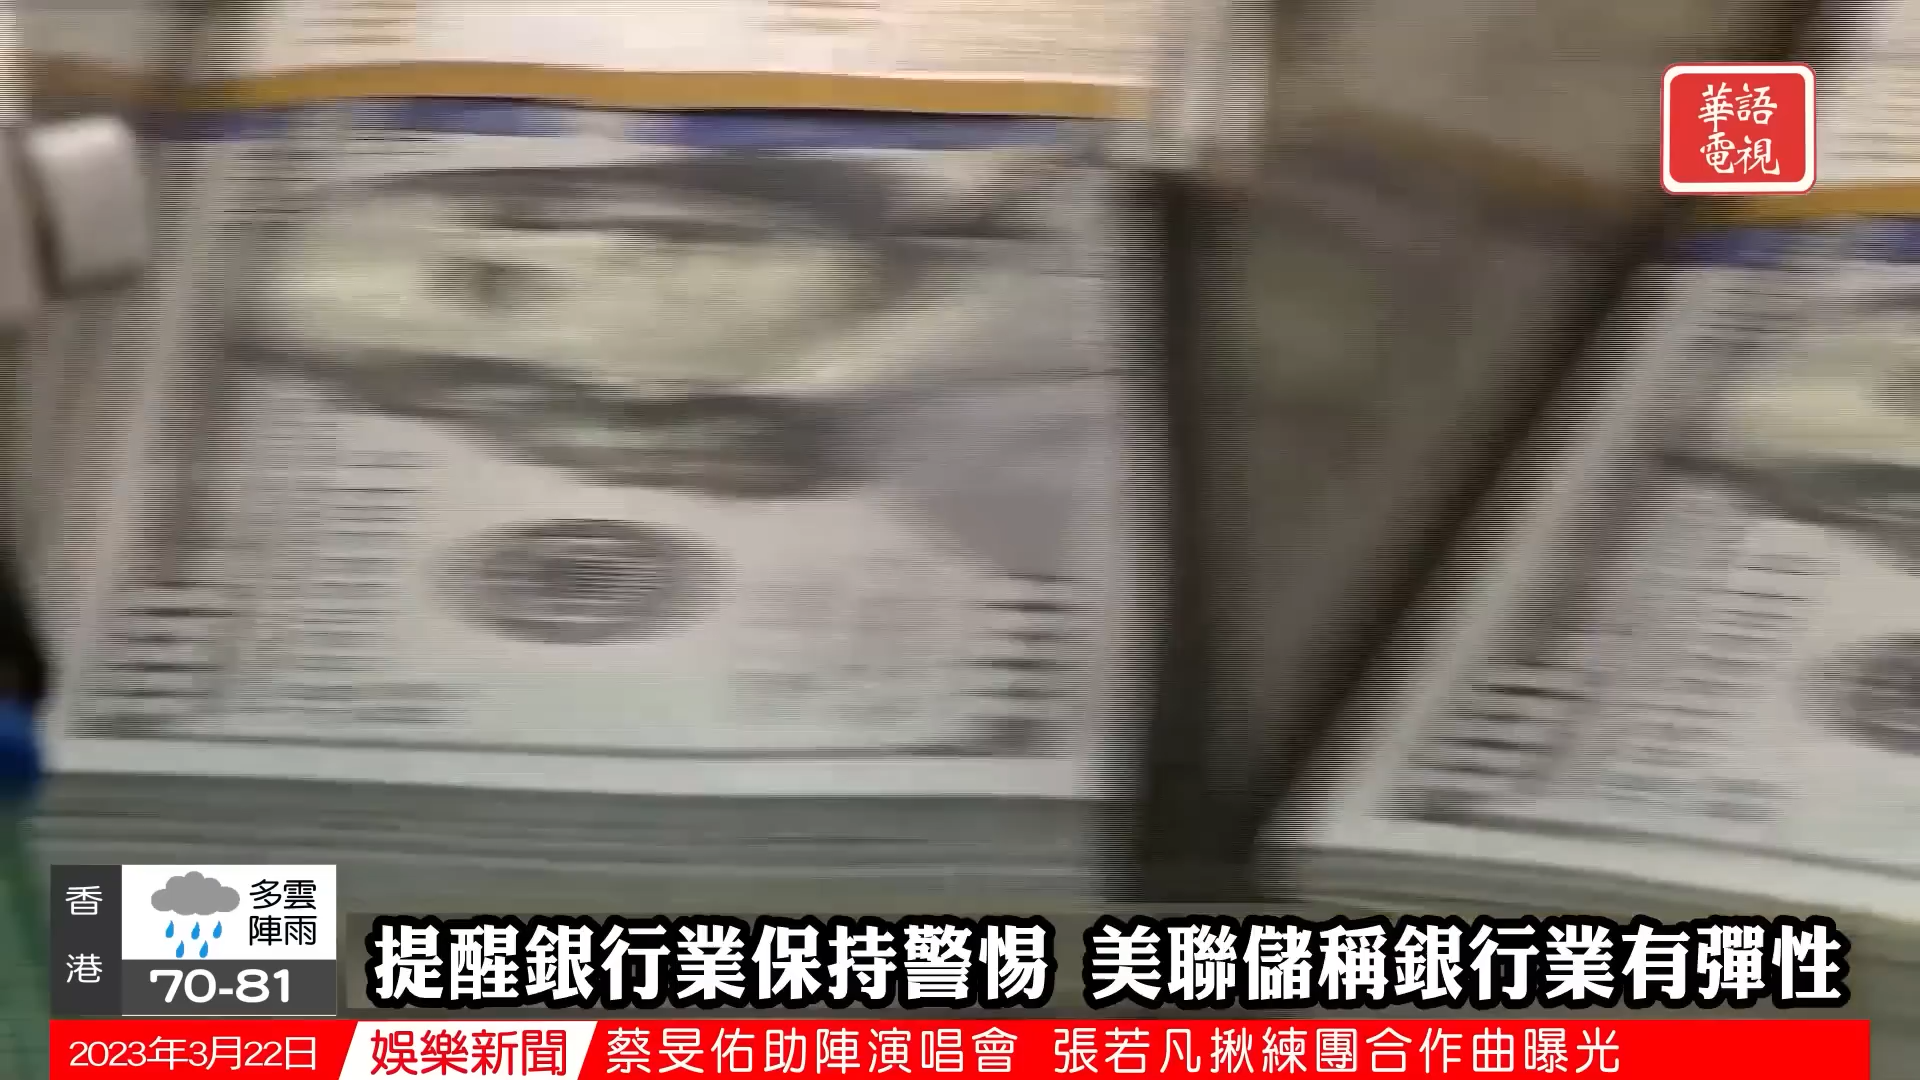 華語
電視
香
港
多雲
陣雨
70-81
提醒銀行業保持警惕 美聯儲稱銀行業有彈性
2023年3月22日
娛樂新聞
蔡旻佑助陣演唱會 張若凡揪練團合作曲曝光